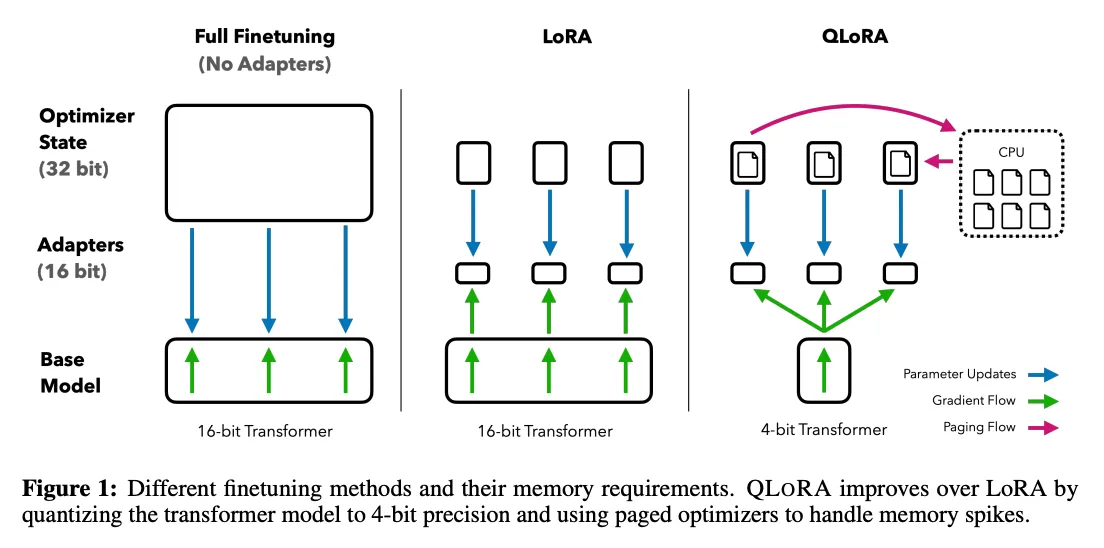 Full Finetuning
(No Adapters)
LoRA
QLoRA
Optimizer
State
(32 bit)
CPU
Adapters
(16 bit)
Base
Model
Parameter Updates
Gradient Flow
Paging Flow
16-bit Transformer
16-bit Transformer
4-bit Transformer
Figure 1: Different finetuning methods and their memory requirements. QLORA improves over LoRA by
quantizing the transformer model to 4-bit precision and using paged optimizers to handle memory spikes.